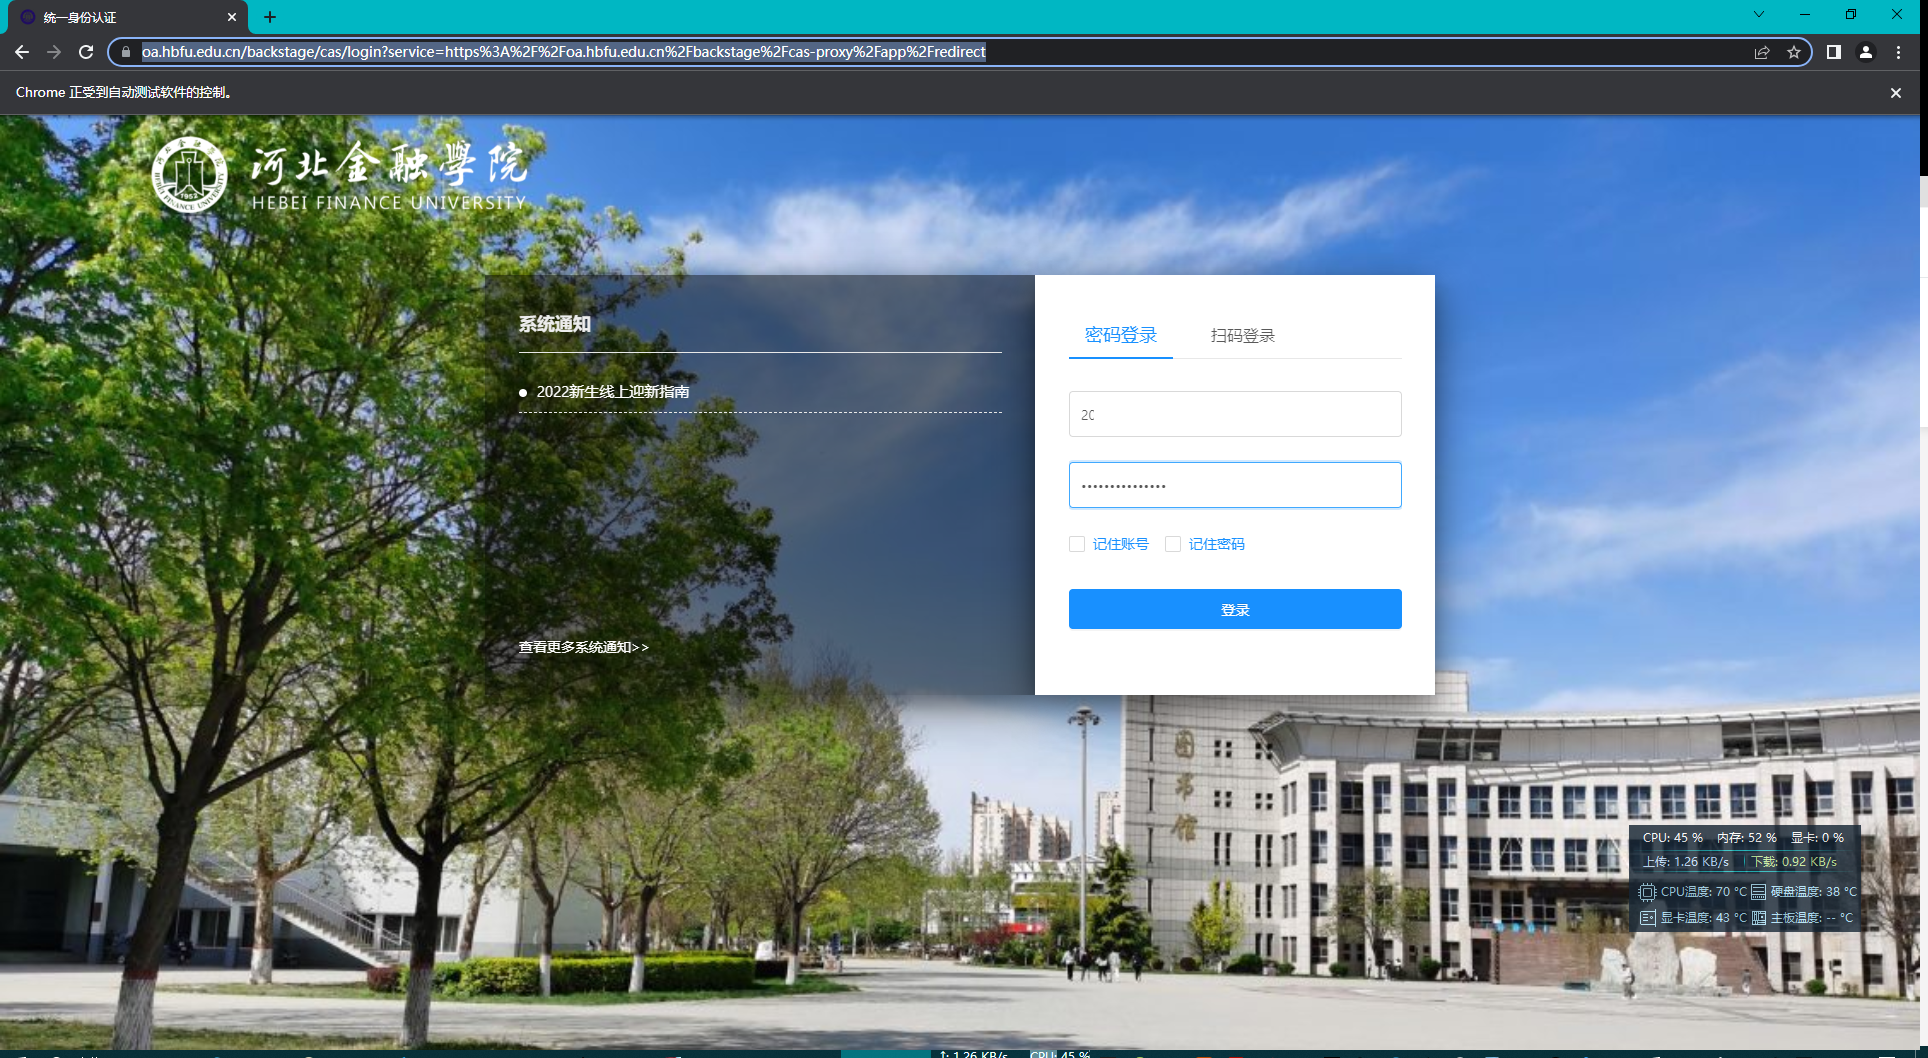 统一身份认证
oa.hbfu.edu.cn/backstage/cas/login?service=https%3A%2F%2Foa.hbfu.edu.cn%2Fbackstage%2Fcas-proxy%2Fapp%2Fredirect
Chrome 正受到自动测试软件的控制。
河北金融學院
HEBEI FINANCE UNIVERSITY
1952
系统通知
2022新生线上迎新指南
查看更多系统通知>>
密码登录 扫码登录
20
•••••••••••••••
记住账号 记住密码
登录
图书馆
CPU: 45 % 内存: 52 % 显卡: 0 %
上传: 1.26 KB/s 下载: 0.92 KB/s
CPU温度: 70 °C 硬盘温度: 38 °C
显卡温度: 43 °C 主板温度: -- °C
↑: 1.26 KB/s CPU: 45 %